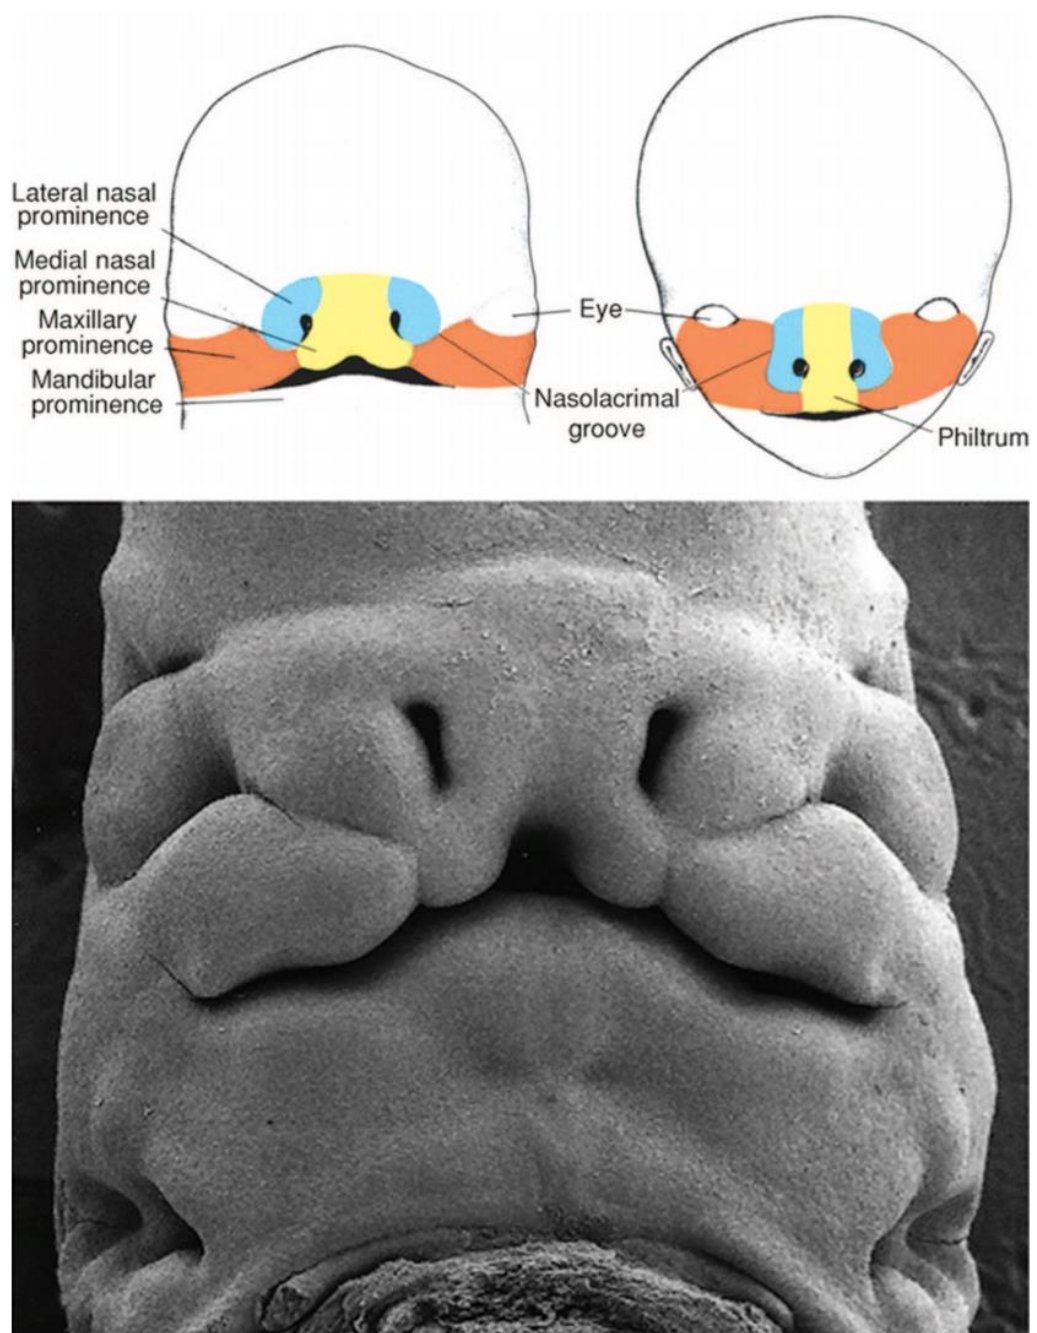 Lateral nasal
prominence
Medial nasal
prominence
Maxillary
prominence
Mandibular
prominence
Eye
Nasolacrimal
groove
Philtrum